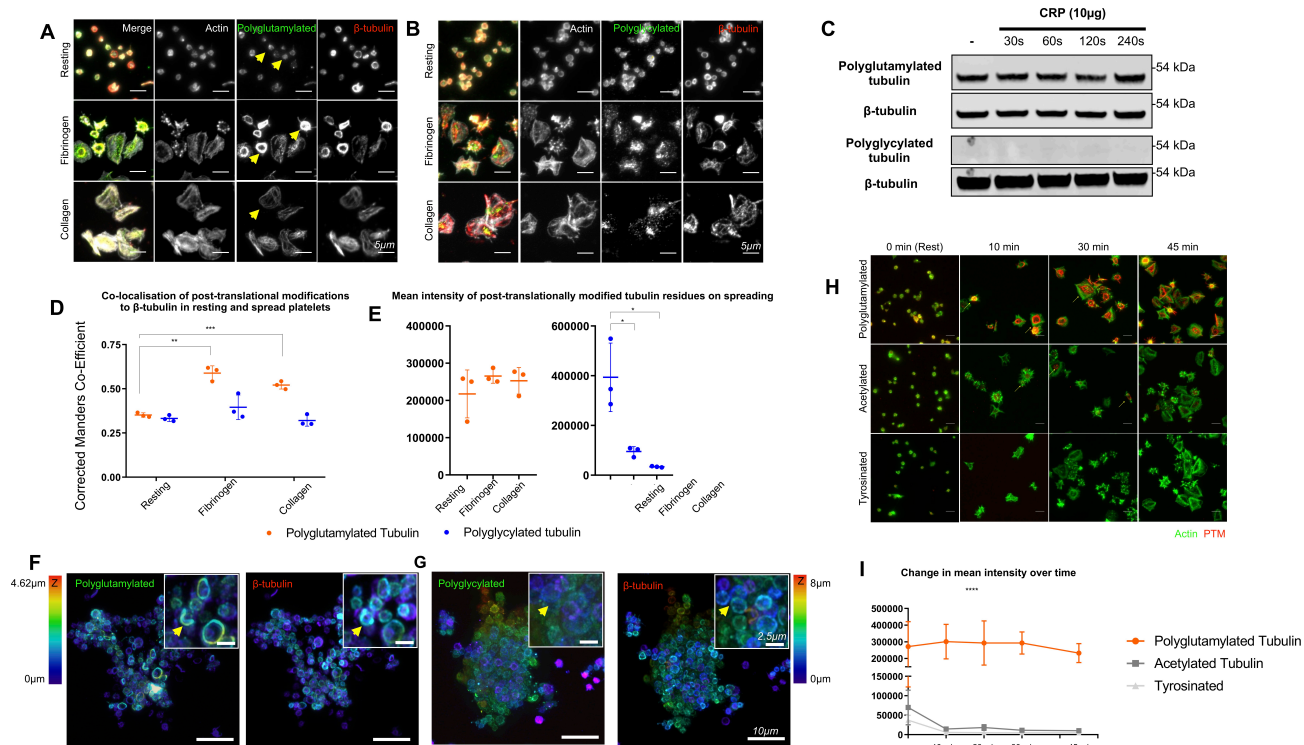 A
Merge
Actin
Polyglutamylated
β-tubulin
Resting
Fibrinogen
Collagen
5µm
B
Actin
Polyglycylated
β-tubulin
Resting
Fibrinogen
Collagen
5µm
C
CRP (10µg)
- 30s 60s 120s 240s
Polyglutamylated
tubulin
-54 kDa
β-tubulin
-54 kDa
Polyglycylated
tubulin
-54 kDa
β-tubulin
-54 kDa
D
Co-localisation of post-translational modifications
to β-tubulin in resting and spread platelets
Corrected Manders Co-Efficient
0.75
0.50
0.25
0.00
**
***
Resting
Fibrinogen
Collagen
E
Mean intensity of post-translationally modified tubulin residues on spreading
400000
300000
200000
100000
0
Resting
Fibrinogen
Collagen
600000
400000
200000
0
*
*
Resting
Fibrinogen
Collagen
Polyglutamylated Tubulin
Polyglycylated tubulin
F
4.62µm
Z
0µm
Polyglutamylated
β-tubulin
G
Polyglycylated
β-tubulin
2.5µm
10µm
Z
8µm
0µm
H
0 min (Rest)
10 min
30 min
45 min
Polyglutamylated
Acetylated
Tyrosinated
Actin PTM
I
Change in mean intensity over time
****
500000
400000
300000
200000
150000
100000
50000
0
Polyglutamylated Tubulin
Acetylated Tubulin
Tyrosinated